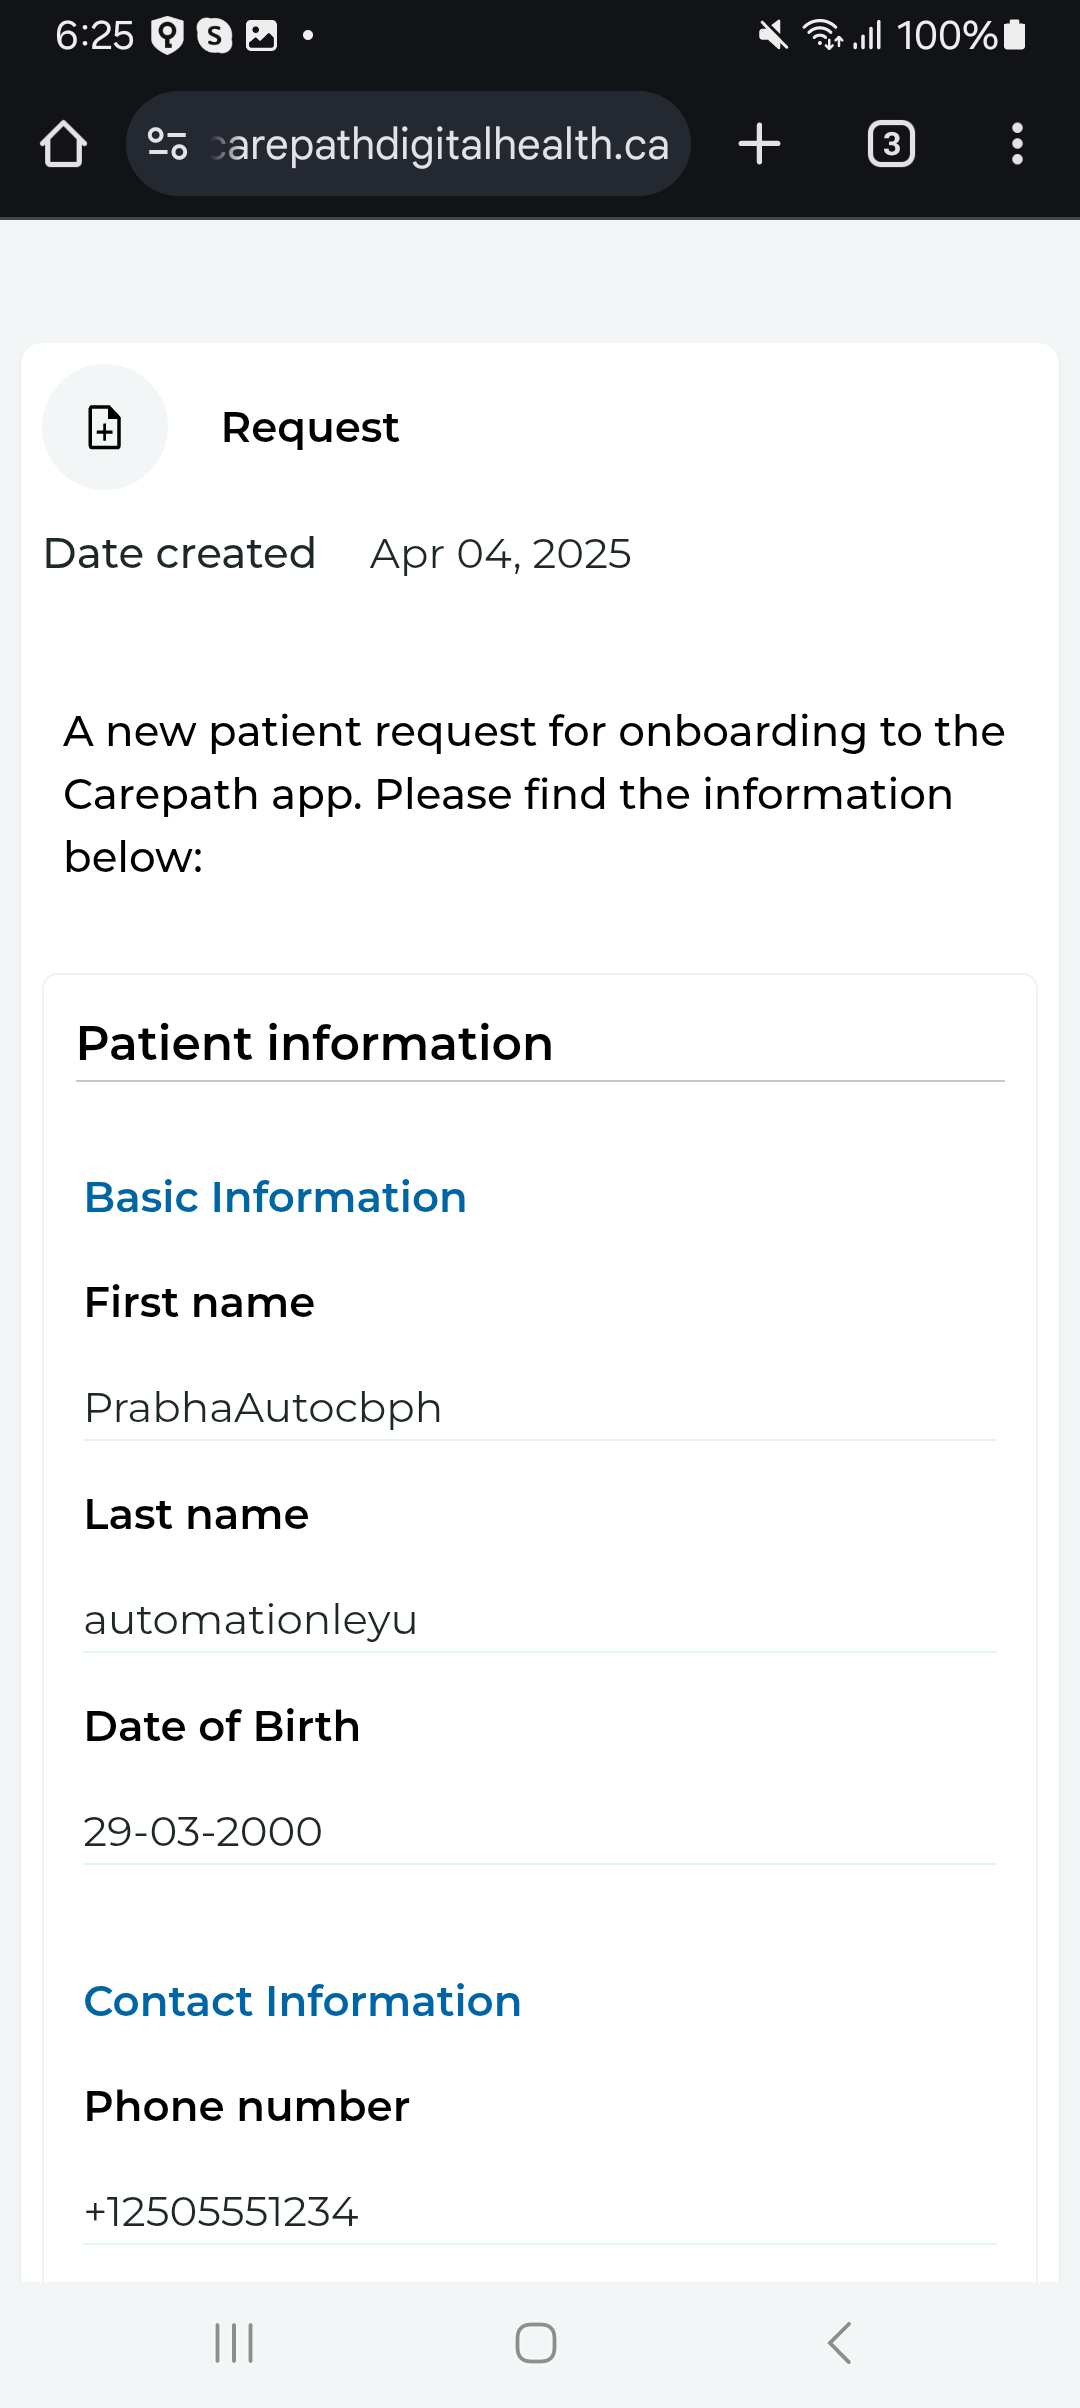 6:25
100%
carepathdigitalhealth.ca
3
Request
Date created Apr 04, 2025
A new patient request for onboarding to the
Carepath app. Please find the information
below:
Patient information
Basic Information
First name
PrabhaAutocbph
Last name
automationleyu
Date of Birth
29-03-2000
Contact Information
Phone number
+12505551234